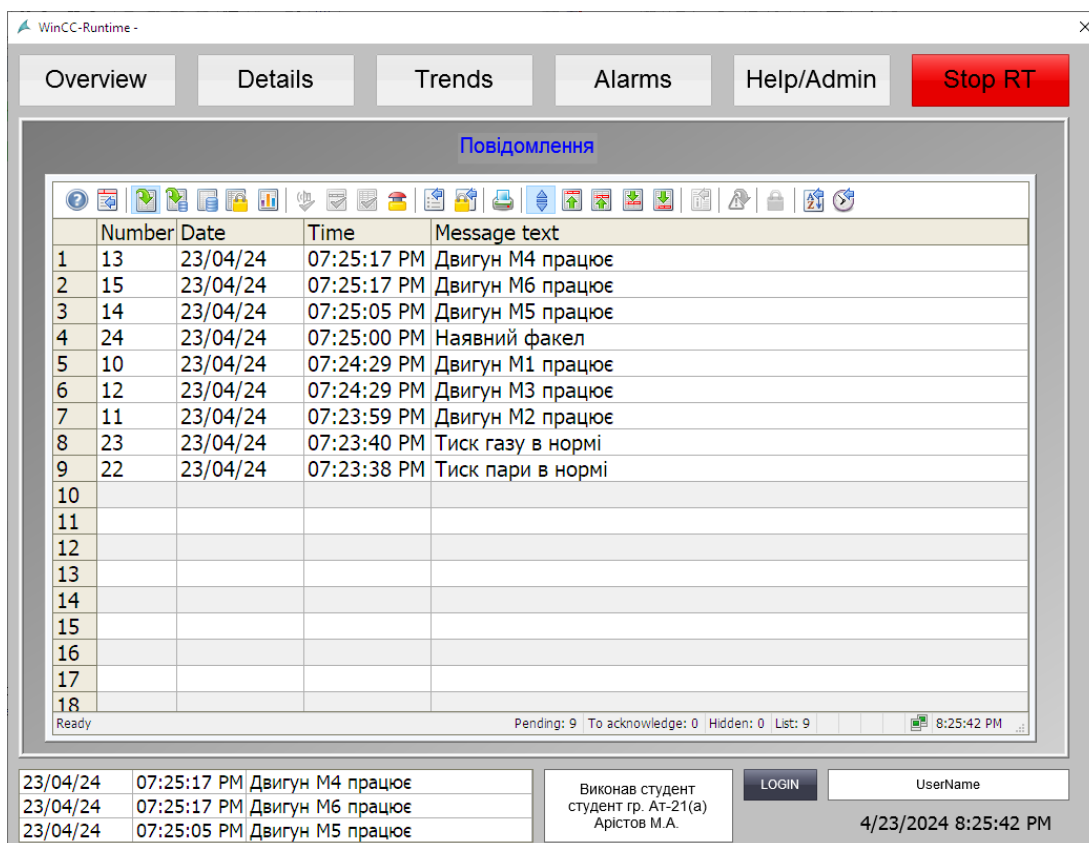 WinCC-Runtime -
Overview Details Trends Alarms Help/Admin Stop RT
Повідомлення
Number Date Time Message text
1 13 23/04/24 07:25:17 PM Двигун М4 працює
2 15 23/04/24 07:25:17 PM Двигун М6 працює
3 14 23/04/24 07:25:05 PM Двигун М5 працює
4 24 23/04/24 07:25:00 PM Наявний факел
5 10 23/04/24 07:24:29 PM Двигун М1 працює
6 12 23/04/24 07:24:29 PM Двигун М3 працює
7 11 23/04/24 07:23:59 PM Двигун М2 працює
8 23 23/04/24 07:23:40 PM Тиск газу в нормі
9 22 23/04/24 07:23:38 PM Тиск пари в нормі
10
11
12
13
14
15
16
17
18
Ready Pending: 9 To acknowledge: 0 Hidden: 0 List: 9 8:25:42 PM
23/04/24 07:25:17 PM Двигун М4 працює
23/04/24 07:25:17 PM Двигун М6 працює
23/04/24 07:25:05 PM Двигун М5 працює
Виконав студент
студент гр. Ат-21(а)
Арістов М.А.
LOGIN UserName
4/23/2024 8:25:42 PM